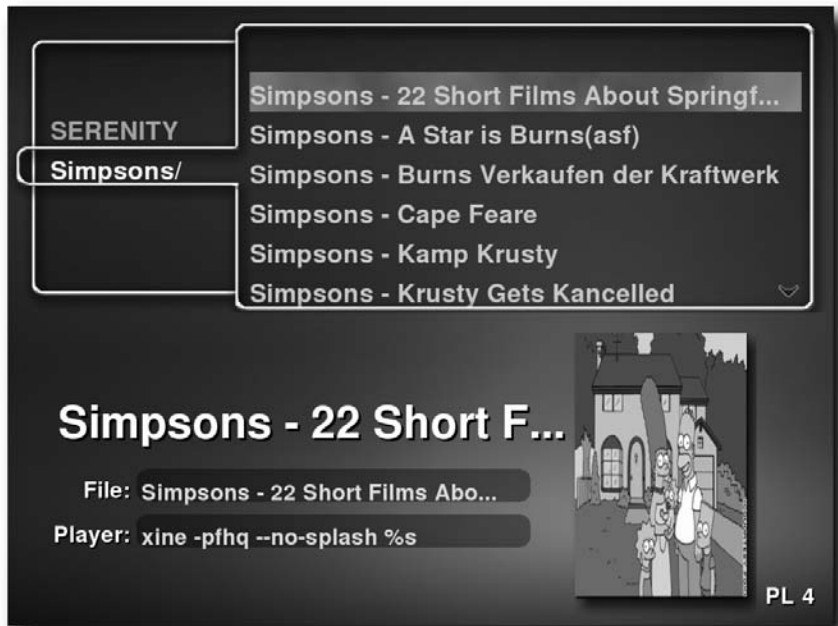 SERENITY
Simpsons/
Simpsons - 22 Short Films About Springf...
Simpsons - A Star is Burns(asf)
Simpsons - Burns Verkaufen der Kraftwerk
Simpsons - Cape Feare
Simpsons - Kamp Krusty
Simpsons - Krusty Gets Kancelled
Simpsons - 22 Short F...
File: Simpsons - 22 Short Films Abo...
Player: xine -pfhq --no-splash %s
PL 4